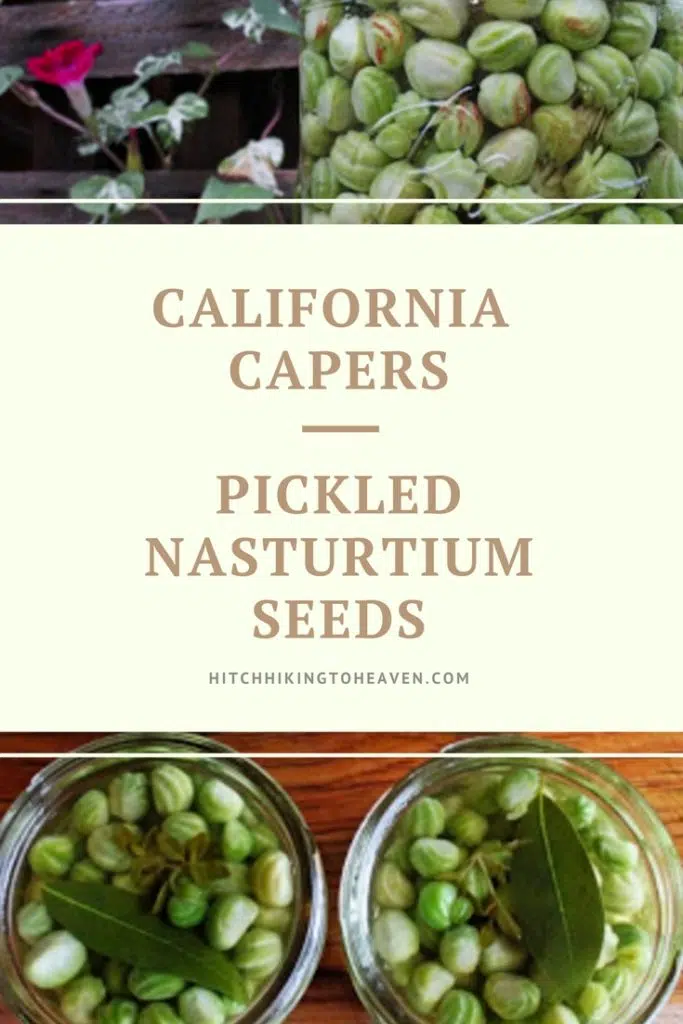 CALIFORNIA
CAPERS
PICKLED
NASTURTIUM
SEEDS
HITCHHIKINGTOHEAVEN.COM